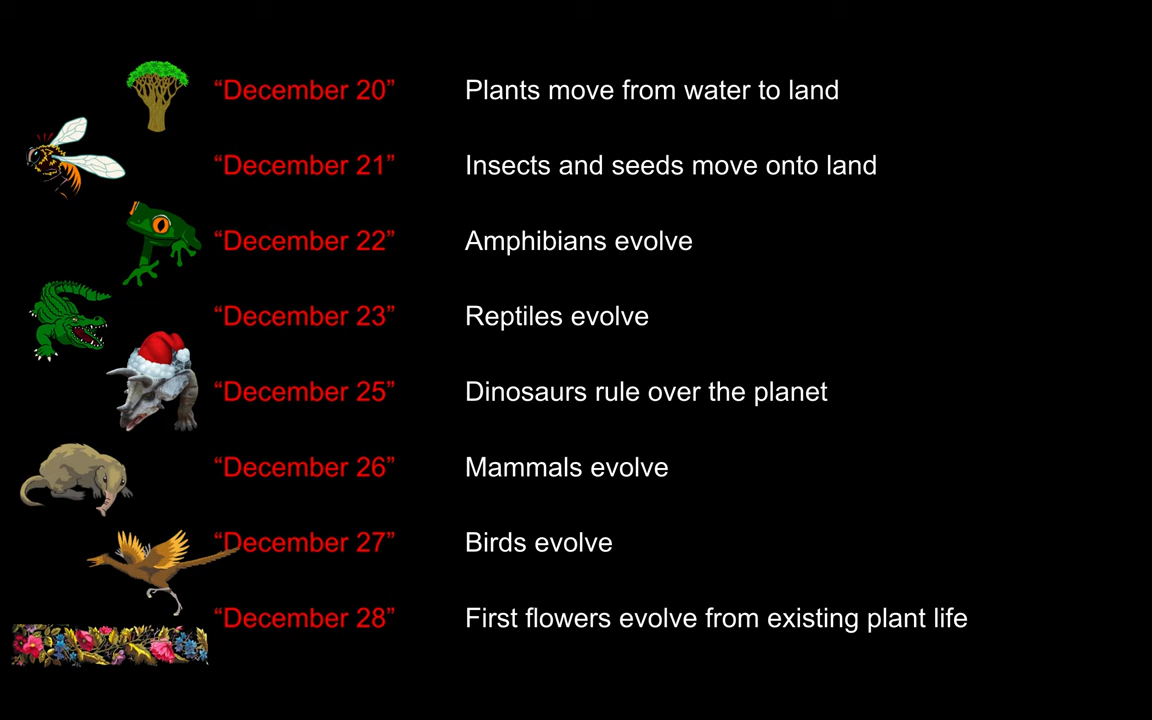 “December 20” Plants move from water to land
“December 21” Insects and seeds move onto land
“December 22” Amphibians evolve
“December 23” Reptiles evolve
“December 25” Dinosaurs rule over the planet
“December 26” Mammals evolve
“December 27” Birds evolve
“December 28” First flowers evolve from existing plant life